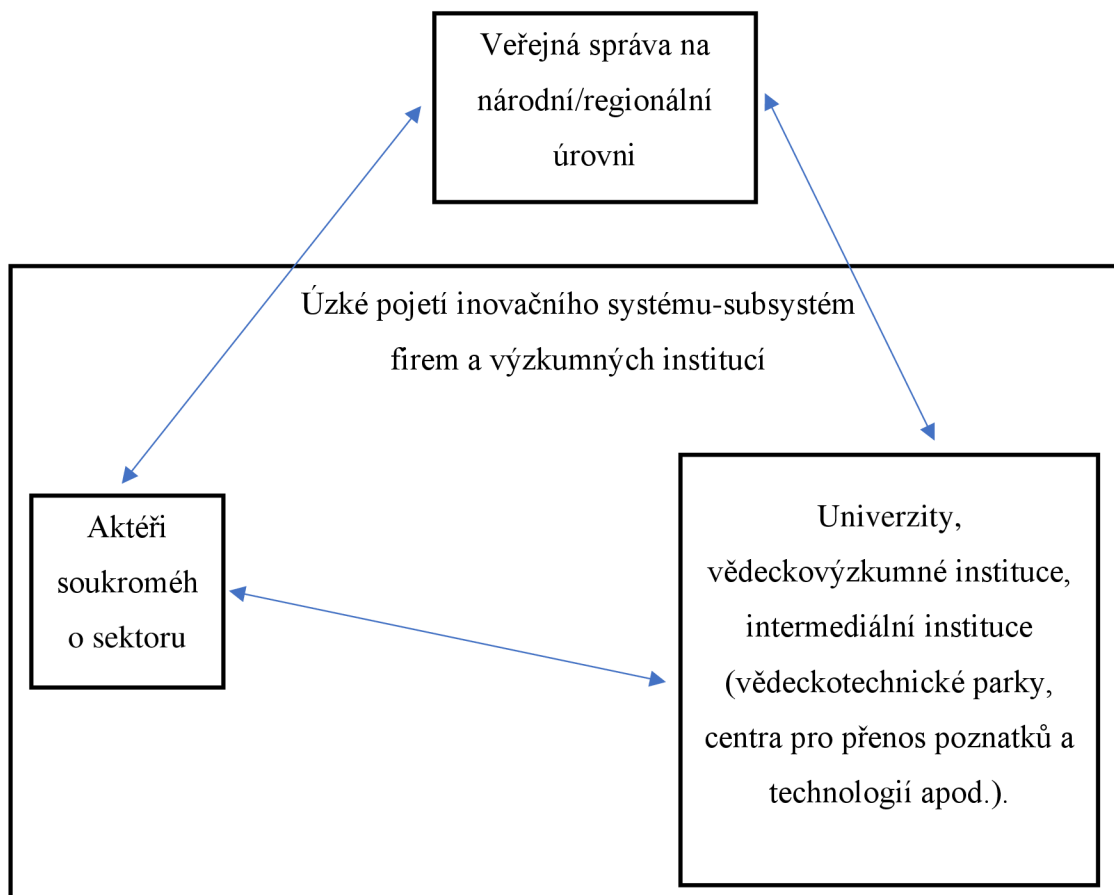 Veřejná správa na
národní/regionální
úrovni
Úzké pojetí inovačního systému-subsystém
firem a výzkumných institucí
Aktéři
soukroméh
o sektoru
Univerzity,
vědeckovýzkumné instituce,
intermediální instituce
(vědeckotechnické parky,
centra pro přenos poznatků a
technologií apod.).